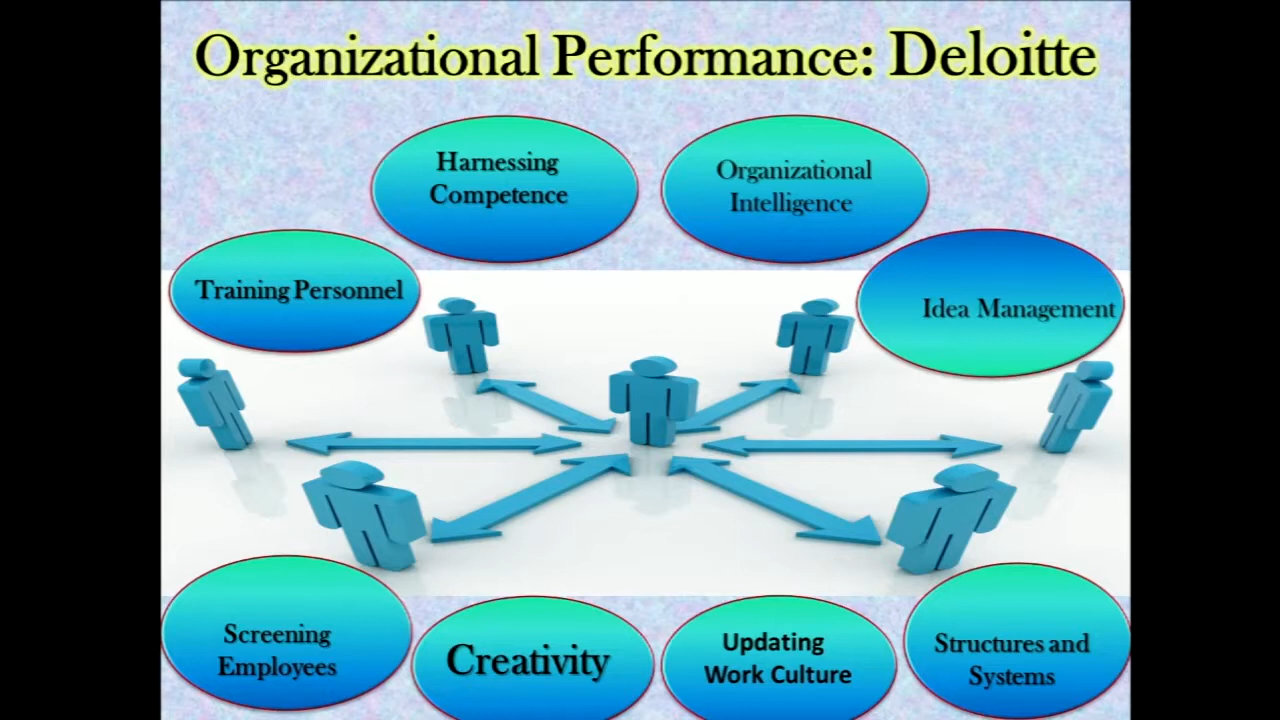 Organizational Performance: Deloitte
Harnessing
Competence
Organizational
Intelligence
Training Personnel
Idea Management
Screening
Employees
Creativity
Updating
Work Culture
Structures and
Systems